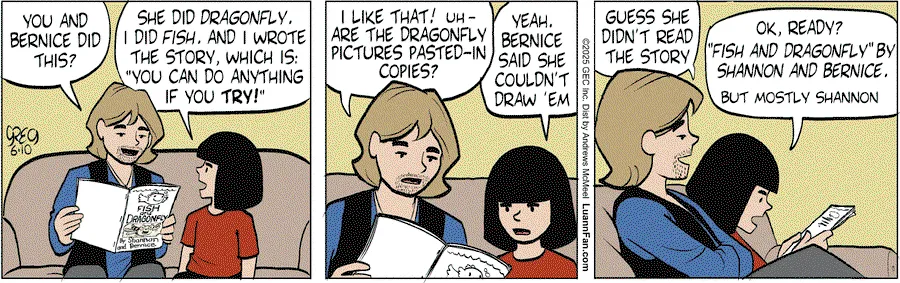 YOU AND
BERNICE DID
THIS?
SHE DID DRAGONFLY.
I DID FISH. AND I WROTE
THE STORY, WHICH IS:
"YOU CAN DO ANYTHING
IF YOU TRY!"
GREG
6·10
FISH
and
DRAGONFLY
By Shannon
and Bernice.
I LIKE THAT! UH-
ARE THE DRAGONFLY
PICTURES PASTED-IN
COPIES?
YEAH.
BERNICE
SAID SHE
COULDN'T
DRAW 'EM
©2025 GEC Inc. Dist by Andrews McMeel LuannFan.com
GUESS SHE
DIDN'T READ
THE STORY
OK, READY?
"FISH AND DRAGONFLY" BY
SHANNON AND BERNICE.
BUT MOSTLY SHANNON